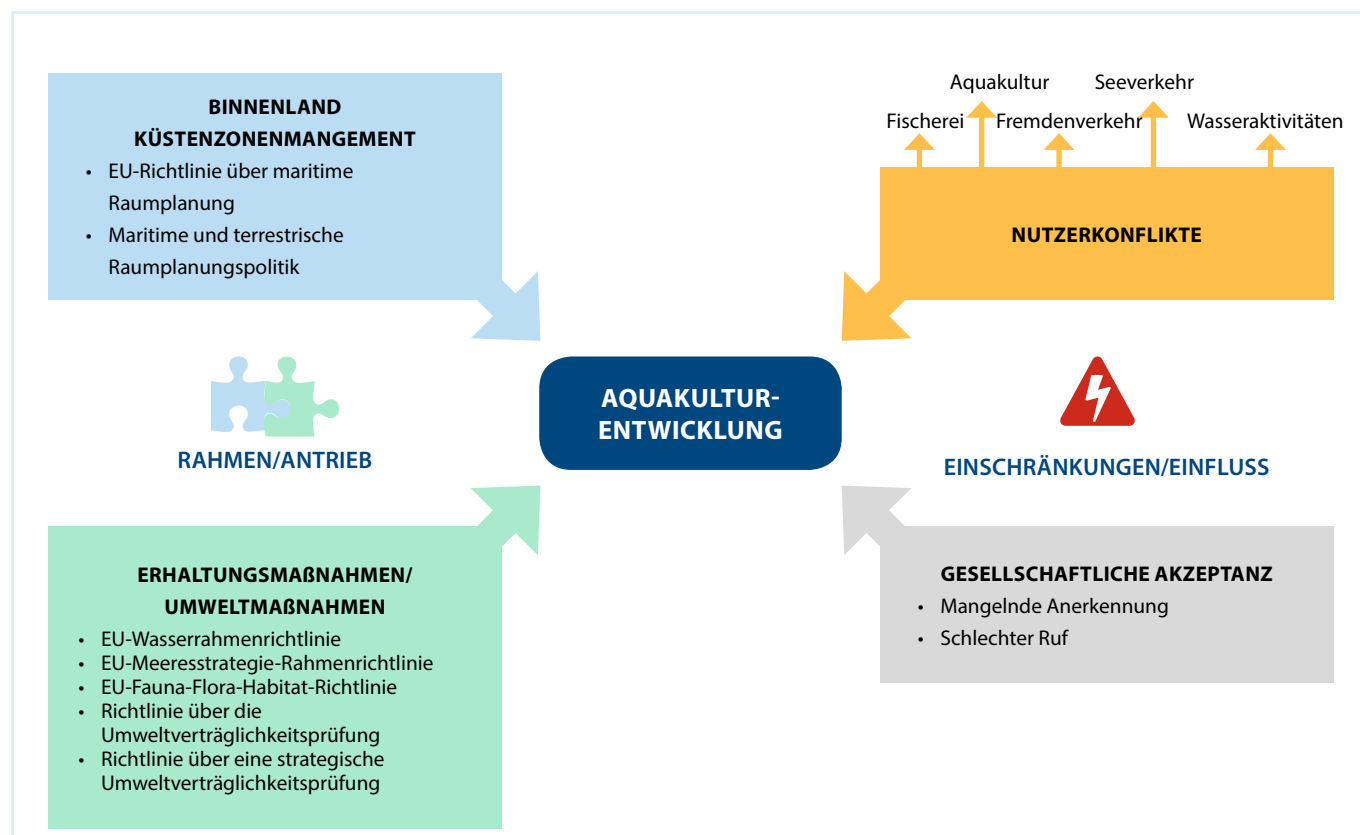 BINNENLAND
KÜSTENZONENMANGEMENT
• EU-Richtlinie über maritime
Raumplanung
• Maritime und terrestrische
Raumplanungspolitik
Aquakultur
Seeverkehr
Fischerei
Fremdenverkehr
Wasseraktivitäten
NUTZERKONFLIKTE
RAHMEN/ANTRIEB
AQUAKULTUR-
ENTWICKLUNG
EINSCHRÄNKUNGEN/EINFLUSS
ERHALTUNGSMAßNAHMEN/
UMWELTMAßNAHMEN
• EU-Wasserrahmenrichtlinie
• EU-Meeresstrategie-Rahmenrichtlinie
• EU-Fauna-Flora-Habitat-Richtlinie
• Richtlinie über die
Umweltverträglichkeitsprüfung
• Richtlinie über eine strategische
Umweltverträglichkeitsprüfung
GESELLSCHAFTLICHE AKZEPTANZ
• Mangelnde Anerkennung
• Schlechter Ruf